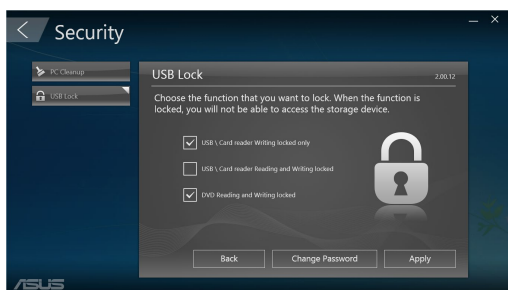 Security
PC Cleanup
USB Lock
USB Lock
2.00.12
Choose the function that you want to lock. When the function is
locked, you will not be able to access the storage device.
USB \ Card reader Writing locked only
USB \ Card reader Reading and Writing locked
DVD Reading and Writing locked
Back
Change Password
Apply
ASUS